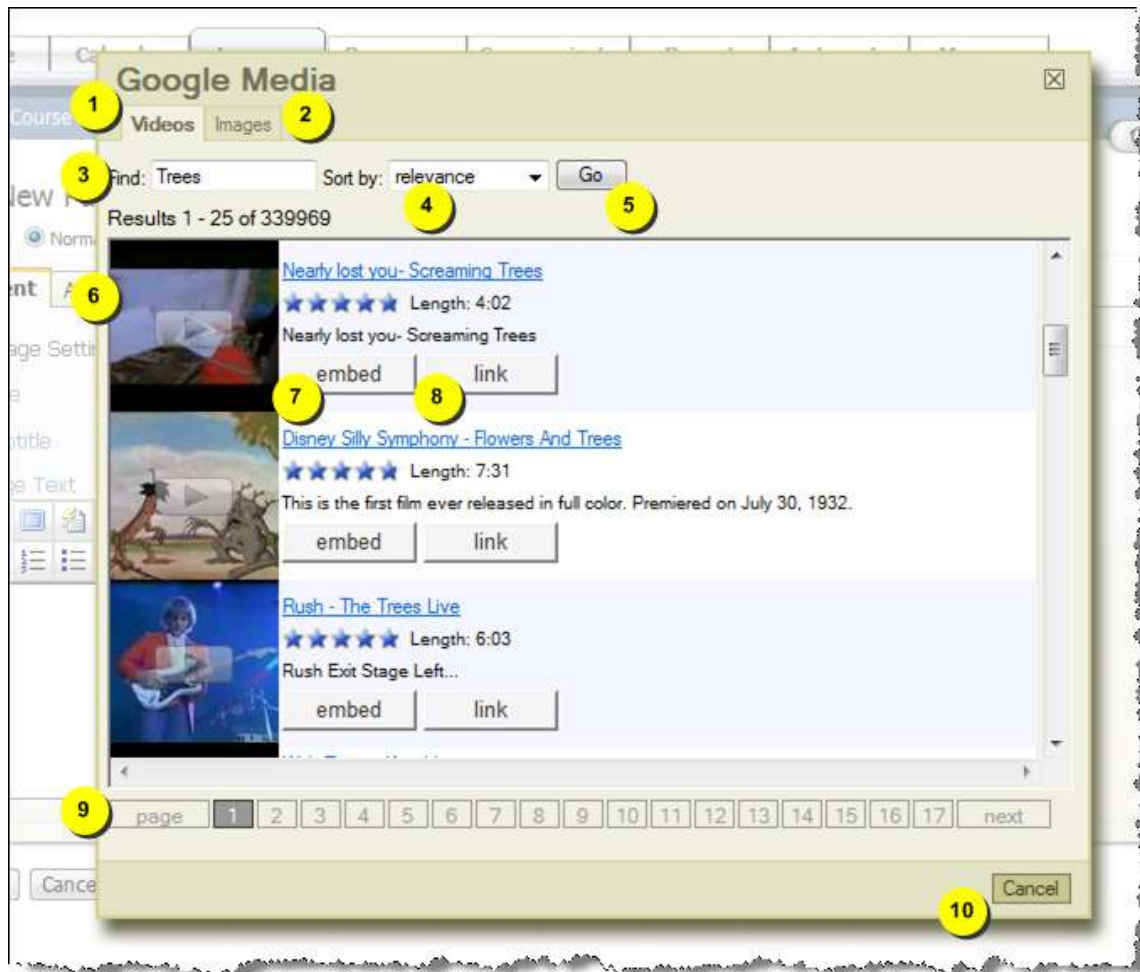 Google Media
1
Course
Videos
Images
2
3
Find: Trees
Sort by: relevance
Go
4
5
Results 1 - 25 of 339969
New
Nearly lost you- Screaming Trees
6
Length: 4:02
Nearly lost you- Screaming Trees
embed
link
7
8
Disney Silly Symphony - Flowers And Trees
Length: 7:31
This is the first film ever released in full color. Premiered on July 30, 1932.
embed
link
Rush - The Trees Live
Length: 6:03
Rush Exit Stage Left...
embed
link
9
page 1 2 3 4 5 6 7 8 9 10 11 12 13 14 15 16 17 next
Cancel
10